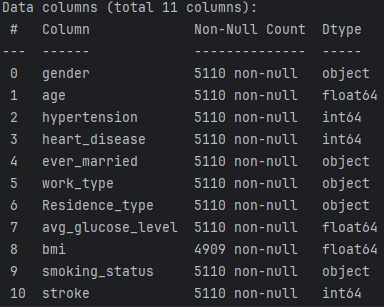 Data columns (total 11 columns):
 #   Column             Non-Null Count  Dtype
---  ------             --------------  -----
 0   gender             5110 non-null   object
 1   age                5110 non-null   float64
 2   hypertension       5110 non-null   int64
 3   heart_disease      5110 non-null   int64
 4   ever_married       5110 non-null   object
 5   work_type          5110 non-null   object
 6   Residence_type     5110 non-null   object
 7   avg_glucose_level  5110 non-null   float64
 8   bmi                4909 non-null   float64
 9   smoking_status     5110 non-null   object
 10  stroke             5110 non-null   int64